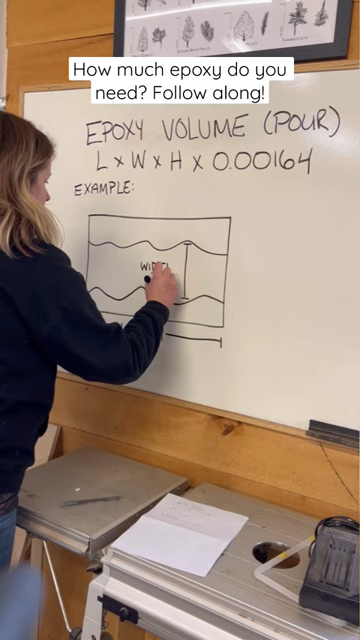 How much epoxy do you
need? Follow along!
EPOXY VOLUME (POUR)
L x W x H x 0.00164
EXAMPLE: